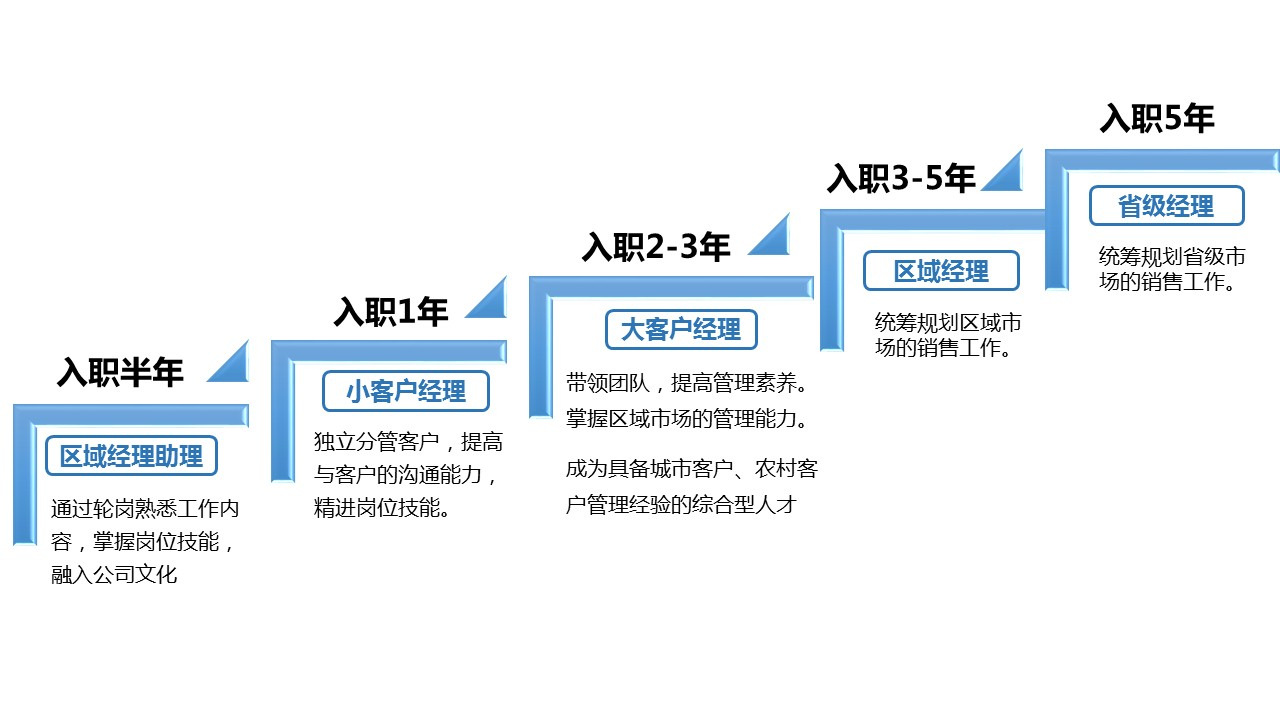 入职半年
区域经理助理
通过轮岗熟悉工作内
容，掌握岗位技能，
融入公司文化
入职1年
小客户经理
独立分管客户，提高
与客户的沟通能力，
精进岗位技能。
入职2-3年
大客户经理
带领团队，提高管理素养。
掌握区域市场的管理能力。
成为具备城市客户、农村客
户管理经验的综合型人才
入职3-5年
区域经理
统筹规划区域市
场的销售工作。
入职5年
省级经理
统筹规划省级市
场的销售工作。